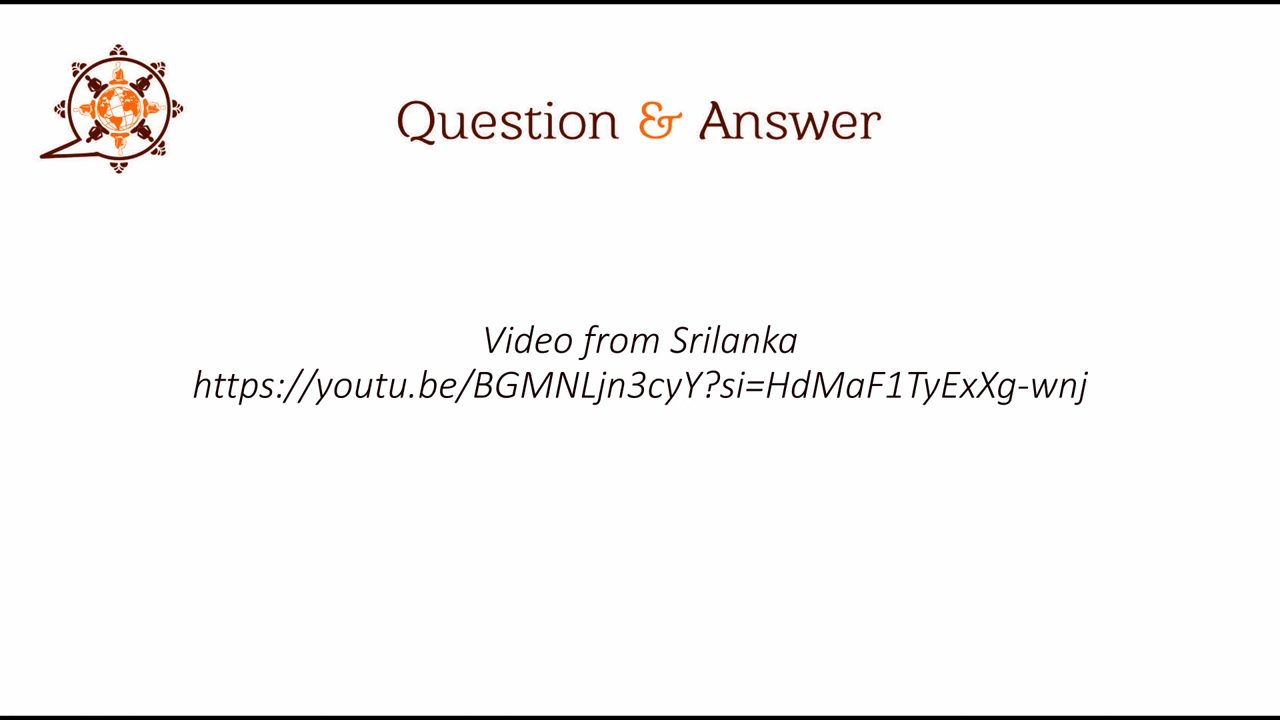 Question & Answer
Video from Srilanka
https://youtu.be/BGMNLjn3cyY?si=HdMaF1TyExXg-wnj